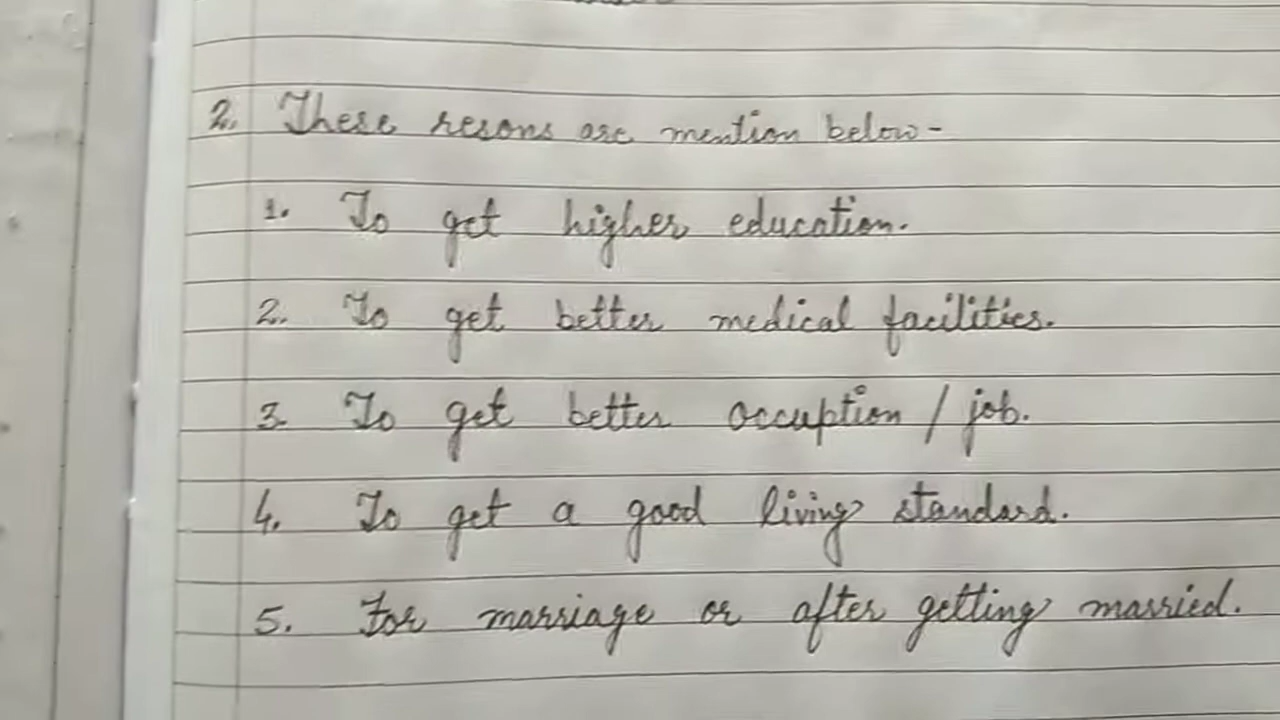 2. These resons are mention below-
1. To get higher education.
2. To get better medical facilities.
3. To get better occuption / job.
4. To get a good living standard.
5. For marriage or after getting married.